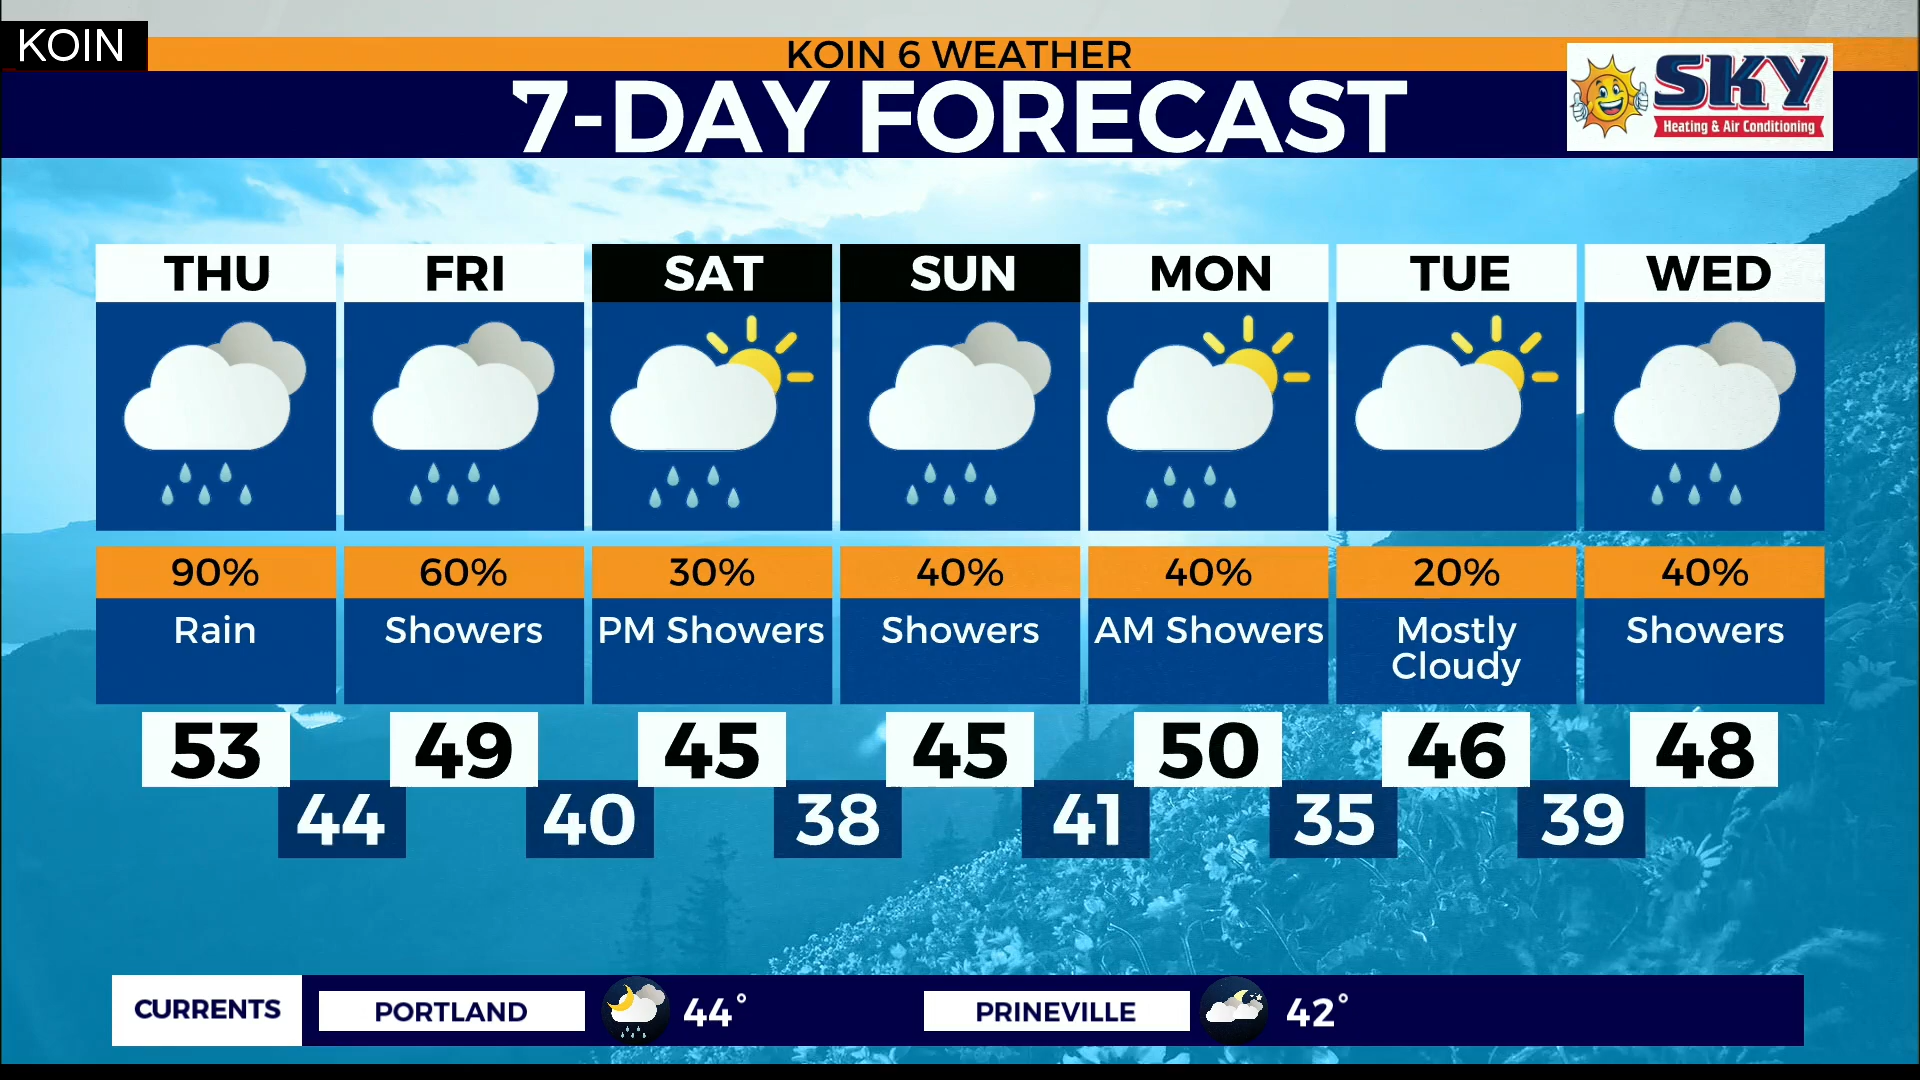 KOIN
KOIN 6 WEATHER
7-DAY FORECAST
SKY
Heating & Air Conditioning
THU FRI SAT SUN MON TUE WED
90% 60% 30% 40% 40% 20% 40%
Rain Showers PM Showers Showers AM Showers Mostly Cloudy Showers
53 49 45 45 50 46 48
44 40 38 41 35 39
CURRENTS PORTLAND 44° PRINEVILLE 42°